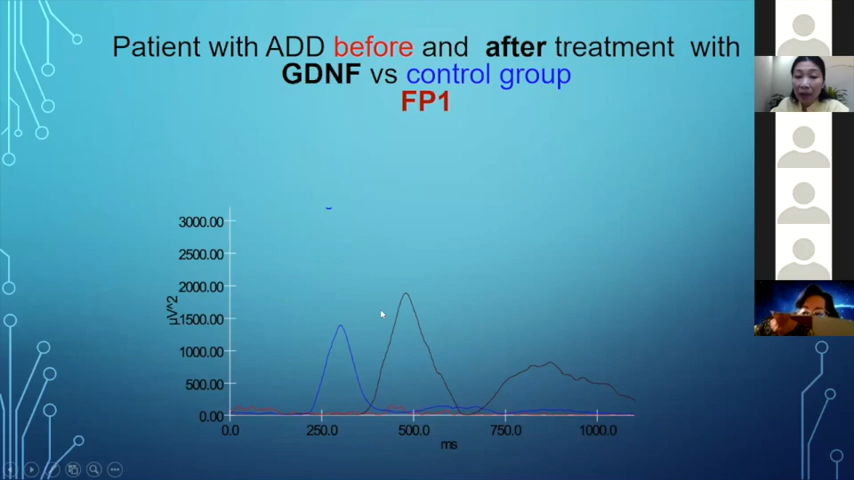 Patient with ADD before and after treatment with
GDNF vs control group
FP1
3000.00
2500.00
2000.00
1500.00
1000.00
500.00
0.00
µV^2
0.0 250.0 500.0 750.0 1000.0
ms